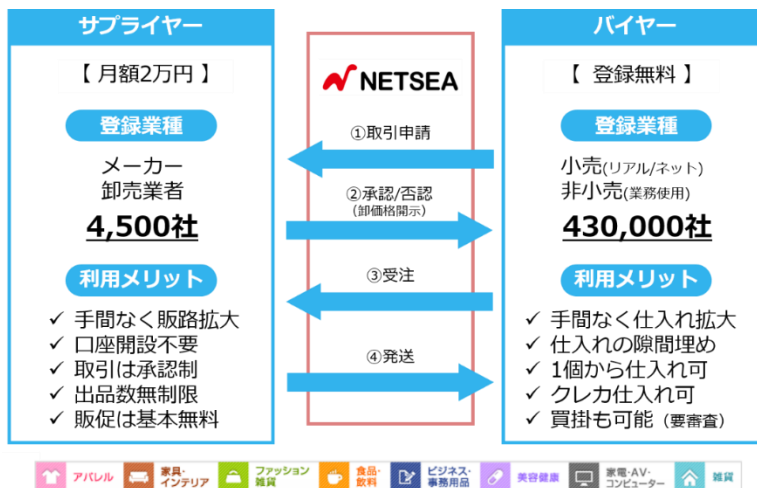 サプライヤー
【 月額2万円 】
登録業種
メーカー
卸売業者
4,500社
利用メリット
✓ 手間なく販路拡大
✓ 口座開設不要
✓ 取引は承認制
✓ 出品数無制限
✓ 販促は基本無料
NETSEA
①取引申請
②承認/否認
(卸価格開示)
③受注
④発送
バイヤー
【 登録無料 】
登録業種
小売(リアル/ネット)
非小売(業務使用)
430,000社
利用メリット
✓ 手間なく仕入れ拡大
✓ 仕入れの隙間埋め
✓ 1個から仕入れ可
✓ クレカ仕入れ可
✓ 買掛も可能（要審査）
アパレル
家具・
インテリア
ファッション
雑貨
食品・
飲料
ビジネス・
事務用品
美容健康
家電・AV・
コンピューター
雑貨